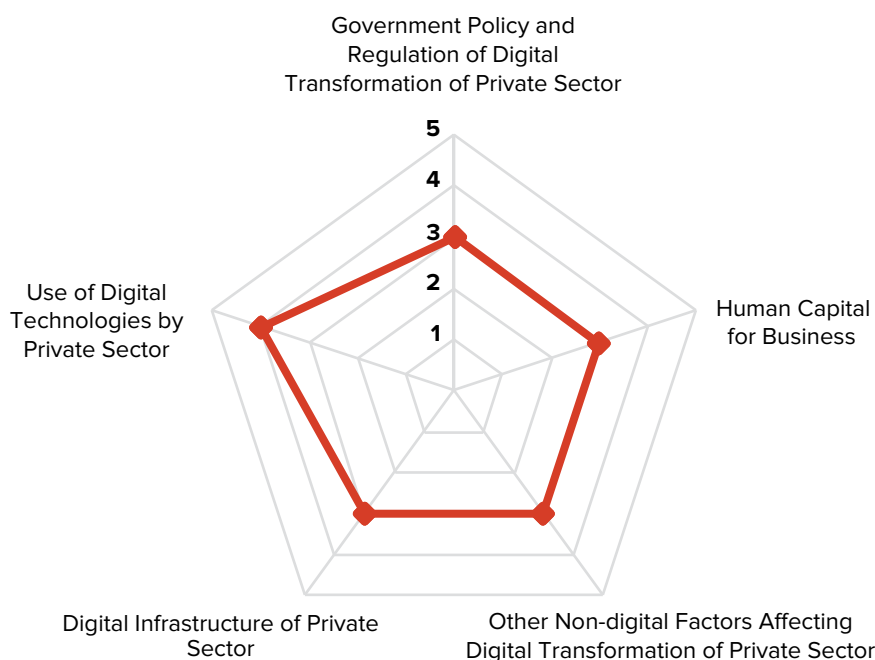 Government Policy and
Regulation of Digital
Transformation of Private Sector
5
4
3
2
1
Use of Digital
Technologies by
Private Sector
Human Capital
for Business
Digital Infrastructure of Private
Sector
Other Non-digital Factors Affecting
Digital Transformation of Private Sector